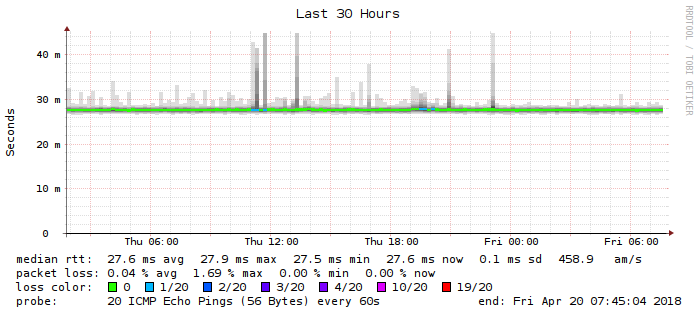 Last 30 Hours
RRDTOOL / TOBI OETIKER
Seconds
40 m
30 m
20 m
10 m
0
Thu 06:00 Thu 12:00 Thu 18:00 Fri 00:00 Fri 06:00
median rtt: 27.6 ms avg 27.9 ms max 27.5 ms min 27.6 ms now 0.1 ms sd 458.9 am/s
packet loss: 0.04 % avg 1.69 % max 0.00 % min 0.00 % now
loss color: 0 1/20 2/20 3/20 4/20 10/20 19/20
probe: 20 ICMP Echo Pings (56 Bytes) every 60s end: Fri Apr 20 07:45:04 2018